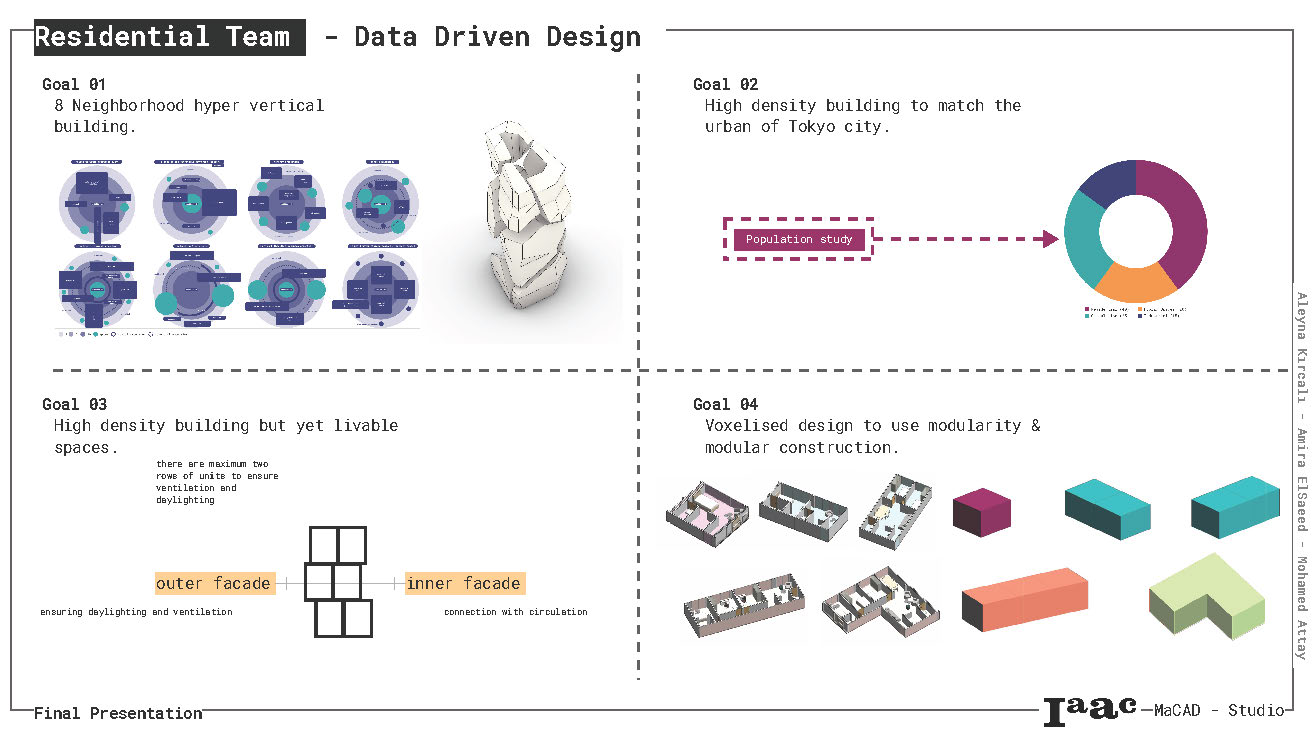 Residential Team - Data Driven Design
Goal 01
8 Neighborhood hyper vertical
building.
Goal 02
High density building to match the
urban of Tokyo city.
Population study
Goal 03
High density building but yet livable
spaces.
there are maximum two
rows of units to ensure
ventilation and
daylighting
outer facade
inner facade
ensuring daylighting and ventilation
connection with circulation
Goal 04
Voxelised design to use modularity &
modular construction.
Aleyna Kırcalı - Amira ElSaeed - Mohamed Attay
Final Presentation
Iaac
MaCAD - Studio